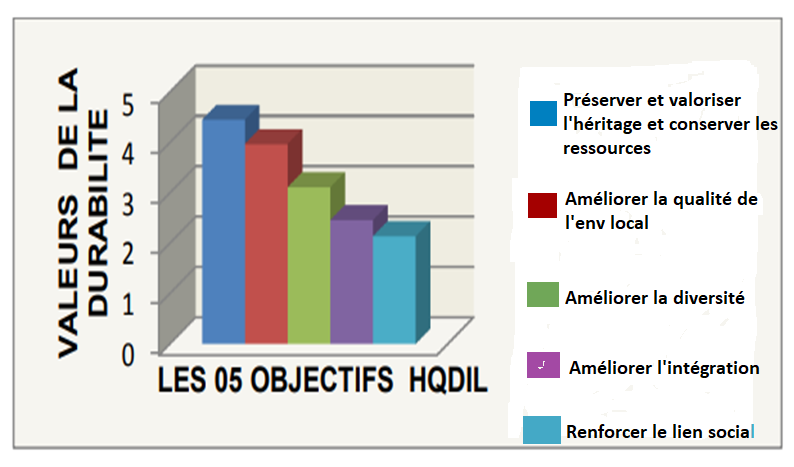 VALEURS DE LA
DURABILITE
5
4
3
2
1
0
LES 05 OBJECTIFS HQDIL
Préserver et valoriser
l'héritage et conserver les
ressources
Améliorer la qualité de
l'env local
Améliorer la diversité
Améliorer l'intégration
Renforcer le lien social